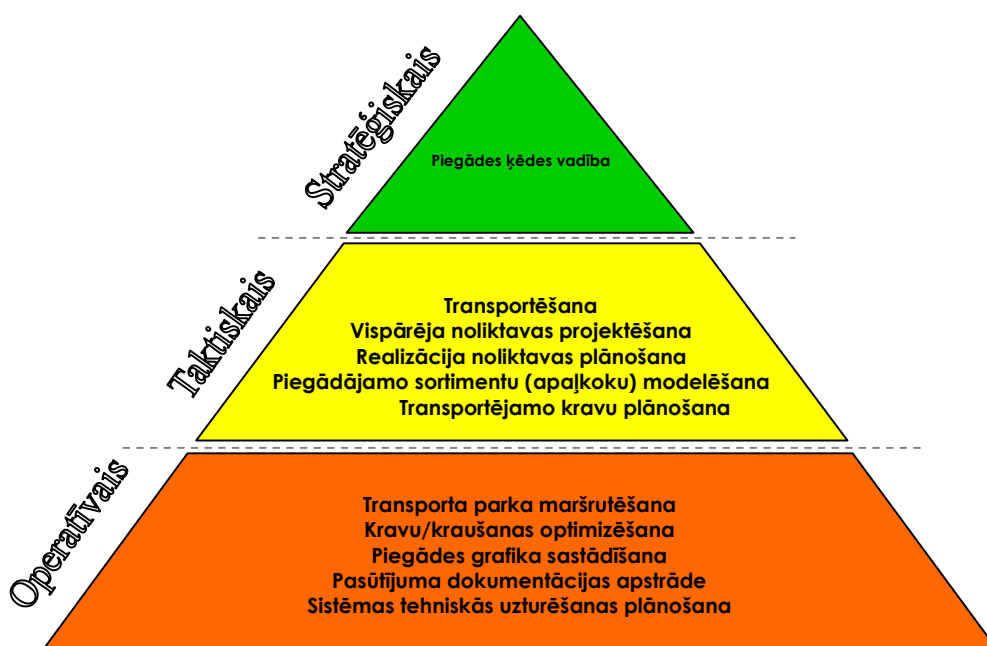 Stratēģiskais
Piegādes ķēdes vadība
Taktiskais
Transportēšana
Vispārēja noliktavas projektēšana
Realizācija noliktavas plānošana
Piegādājamo sortimentu (apaļkoku) modelēšana
Transportējamo kravu plānošana
Operatīvais
Transporta parka maršrutēšana
Kravu/kraušanas optimizēšana
Piegādes grafika sastādīšana
Pasūtījuma dokumentācijas apstrāde
Sistēmas tehniskās uzturēšanas plānošana